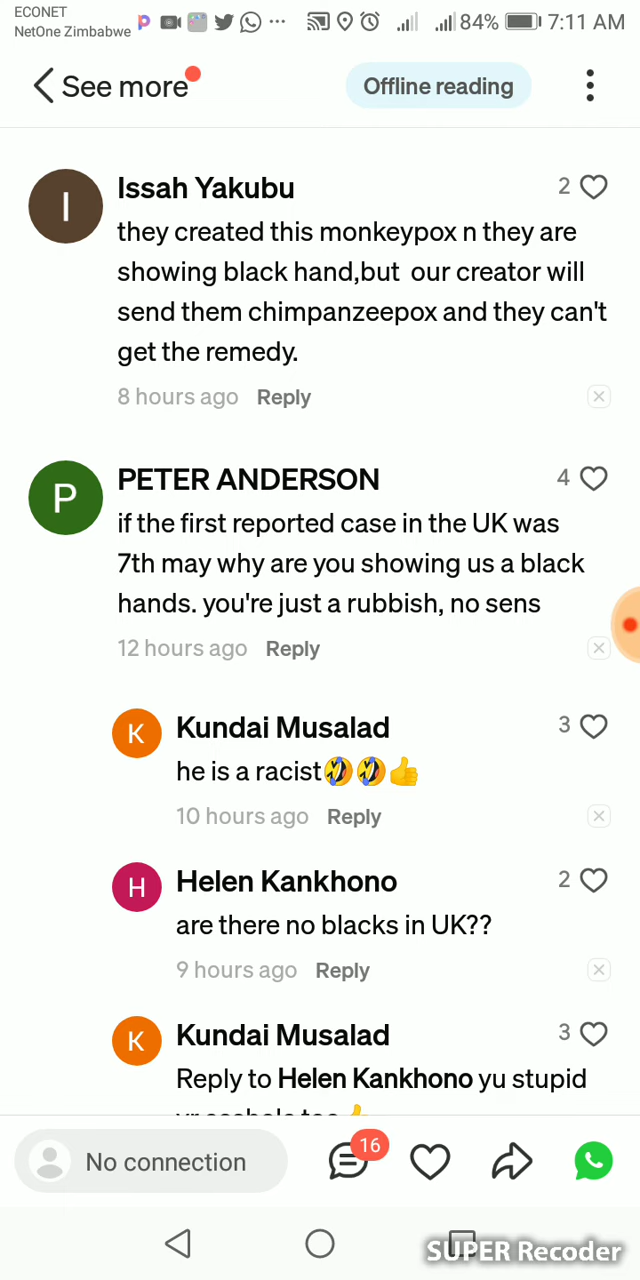 ECONET
NetOne Zimbabwe
84%
7:11 AM
See more
Offline reading
I
Issah Yakubu
2
they created this monkeypox n they are
showing black hand,but our creator will
send them chimpanzeepox and they can't
get the remedy.
8 hours ago Reply
P
PETER ANDERSON
4
if the first reported case in the UK was
7th may why are you showing us a black
hands. you're just a rubbish, no sens
12 hours ago Reply
K
Kundai Musalad
3
he is a racist🤣🤣👍
10 hours ago Reply
H
Helen Kankhono
2
are there no blacks in UK??
9 hours ago Reply
K
Kundai Musalad
3
Reply to Helen Kankhono yu stupid
No connection
16
SUPER Recoder